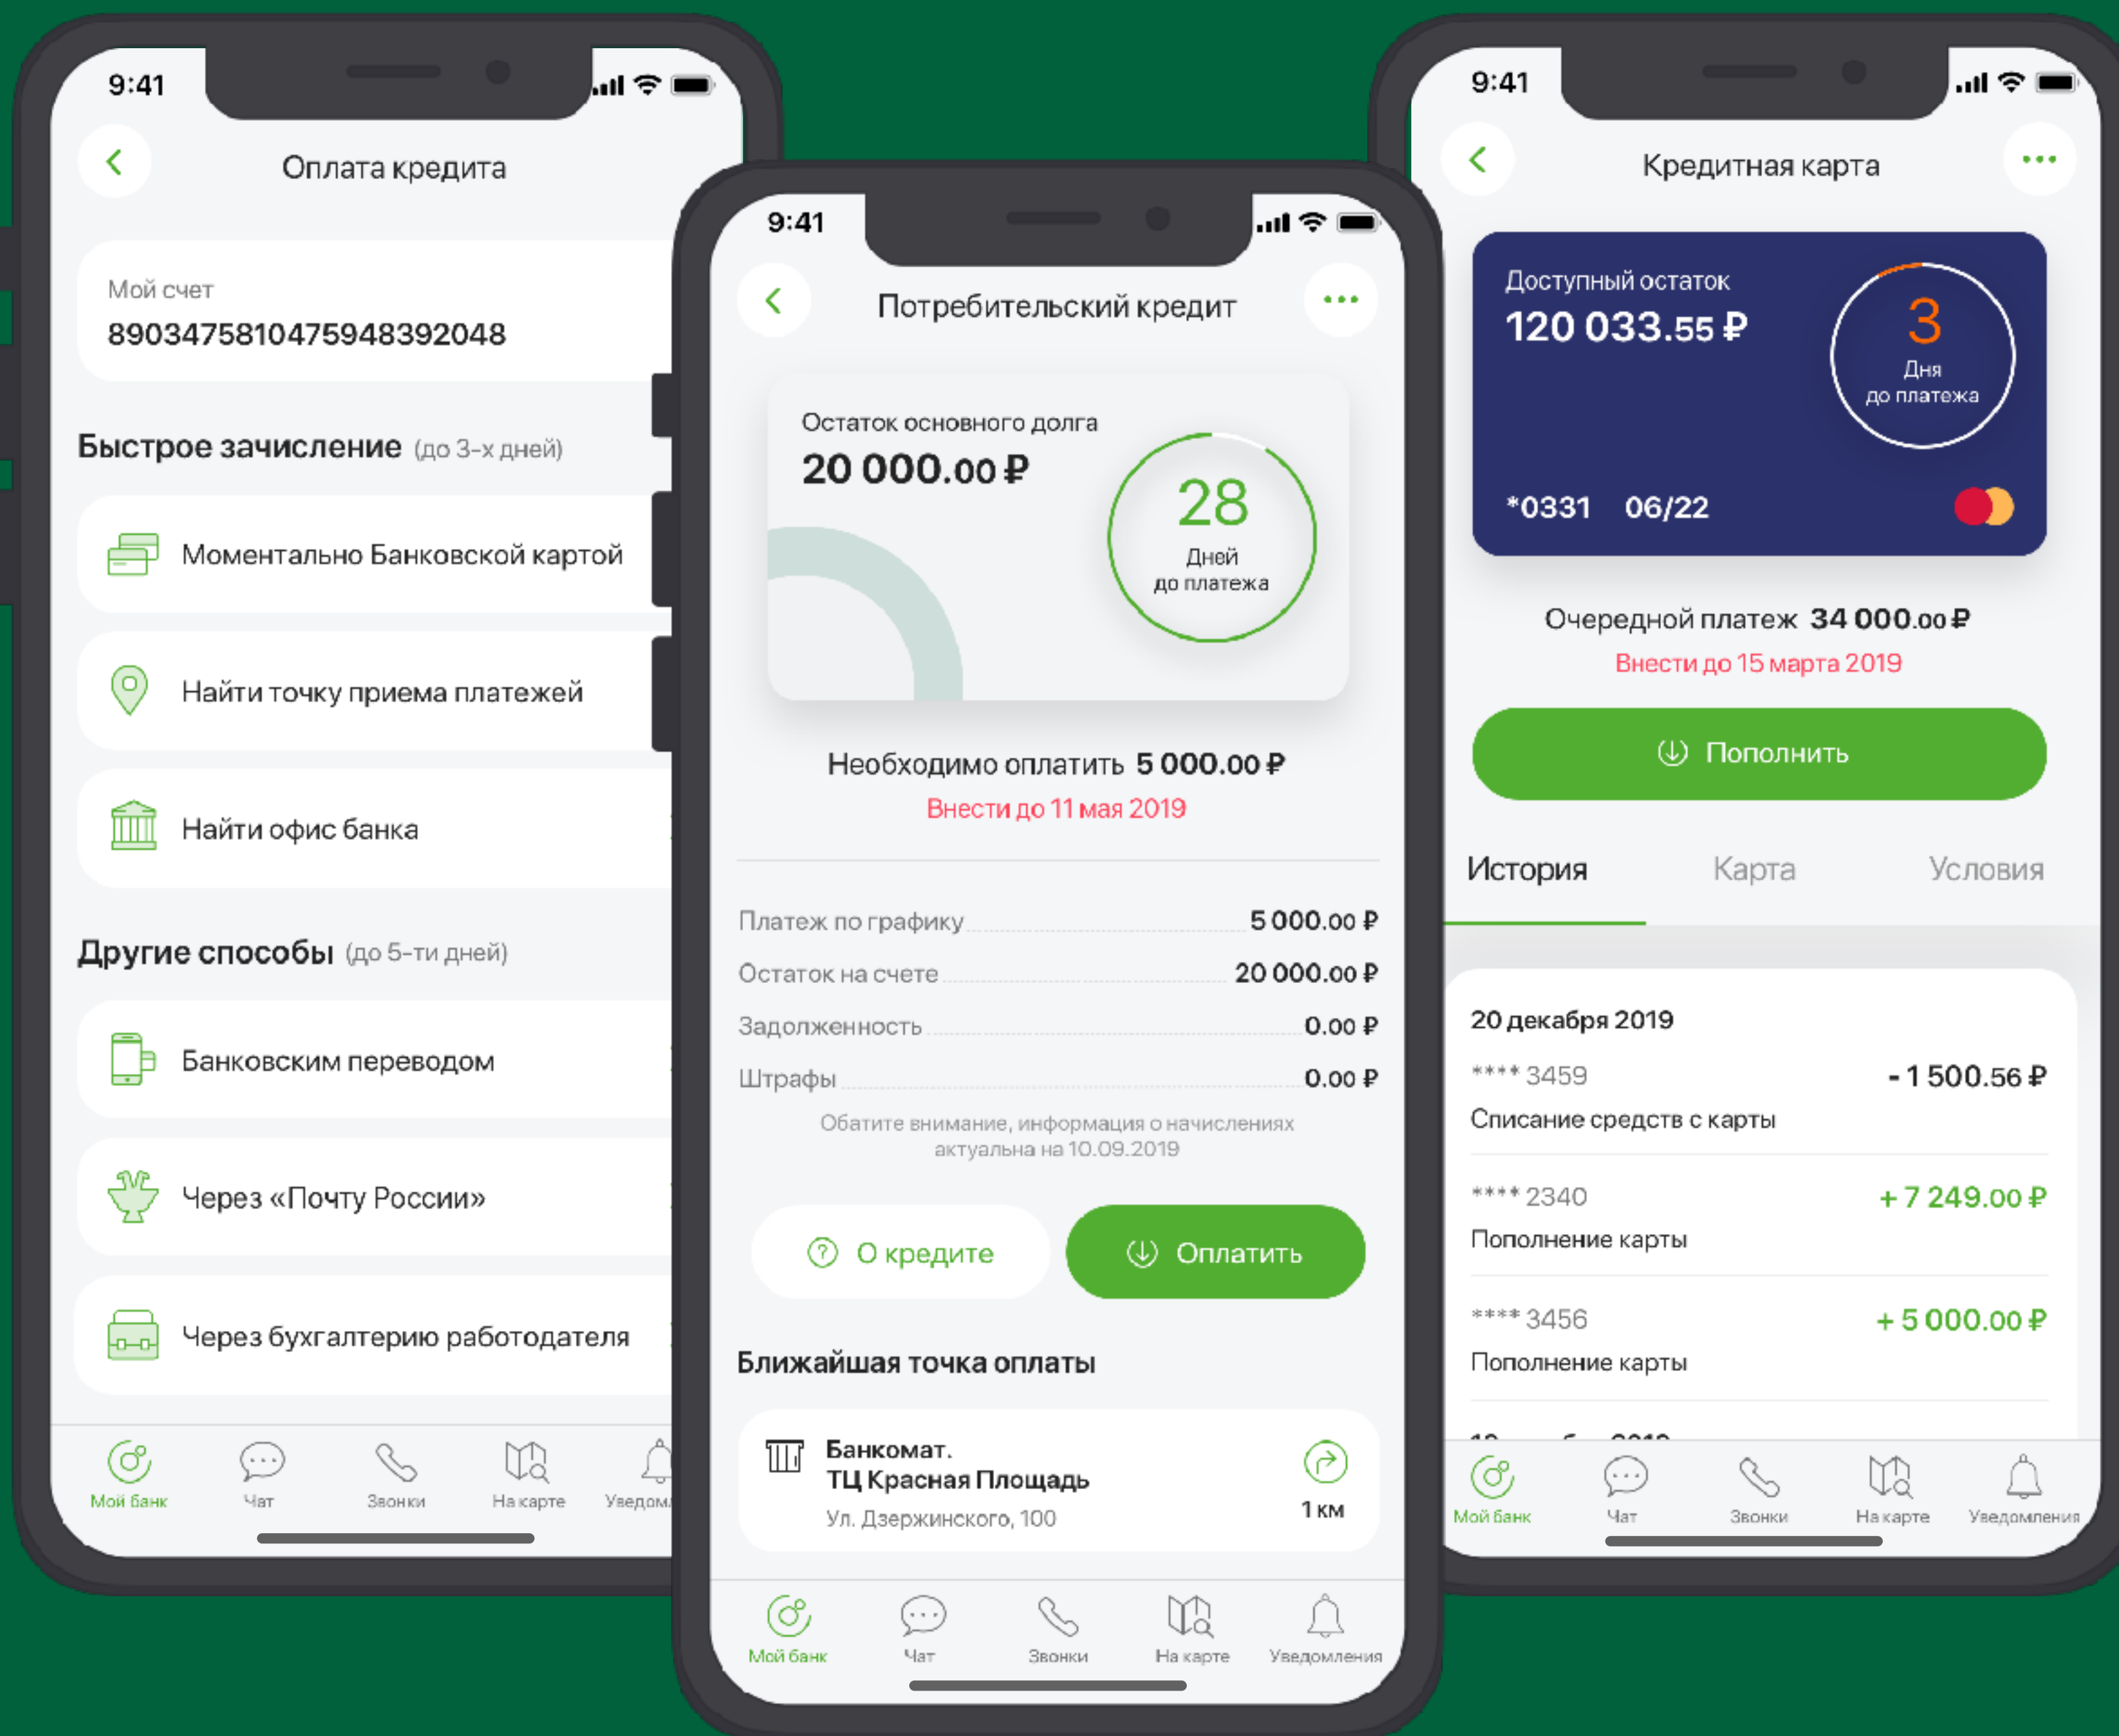 9:41
Оплата кредита
Мой счет
8903475810475948392048
Быстрое зачисление (до 3-х дней)
Моментально Банковской картой
Найти точку приема платежей
Найти офис банка
Другие способы (до 5-ти дней)
Банковским переводом
Через «Почту России»
Через бухгалтерию работодателя
Мой банк
Чат
Звонки
На карте
9:41
Потребительский кредит
Остаток основного долга
20 000.00 ₽
28
Дней
до платежа
Необходимо оплатить 5 000.00 ₽
Внести до 11 мая 2019
Платеж по графику 5 000.00 ₽
Остаток на счете 20 000.00 ₽
Задолженность 0.00 ₽
Штрафы 0.00 ₽
Обатите внимание, информация о начислениях
актуальна на 10.09.2019
О кредите
Оплатить
Ближайшая точка оплаты
Банкомат.
ТЦ Красная Площадь
Ул. Дзержинского, 100
1 км
Мой банк
Чат
Звонки
На карте
Уведомления
9:41
Кредитная карта
Доступный остаток
120 033.55 ₽
3
Дня
до платежа
*0331 06/22
Очередной платеж 34 000.00 ₽
Внести до 15 марта 2019
Пополнить
История Карта Условия
20 декабря 2019
**** 3459 - 1 500.56 ₽
Списание средств с карты
**** 2340 + 7 249.00 ₽
Пополнение карты
**** 3456 + 5 000.00 ₽
Пополнение карты
Мой банк
Чат
Звонки
На карте
Уведомления